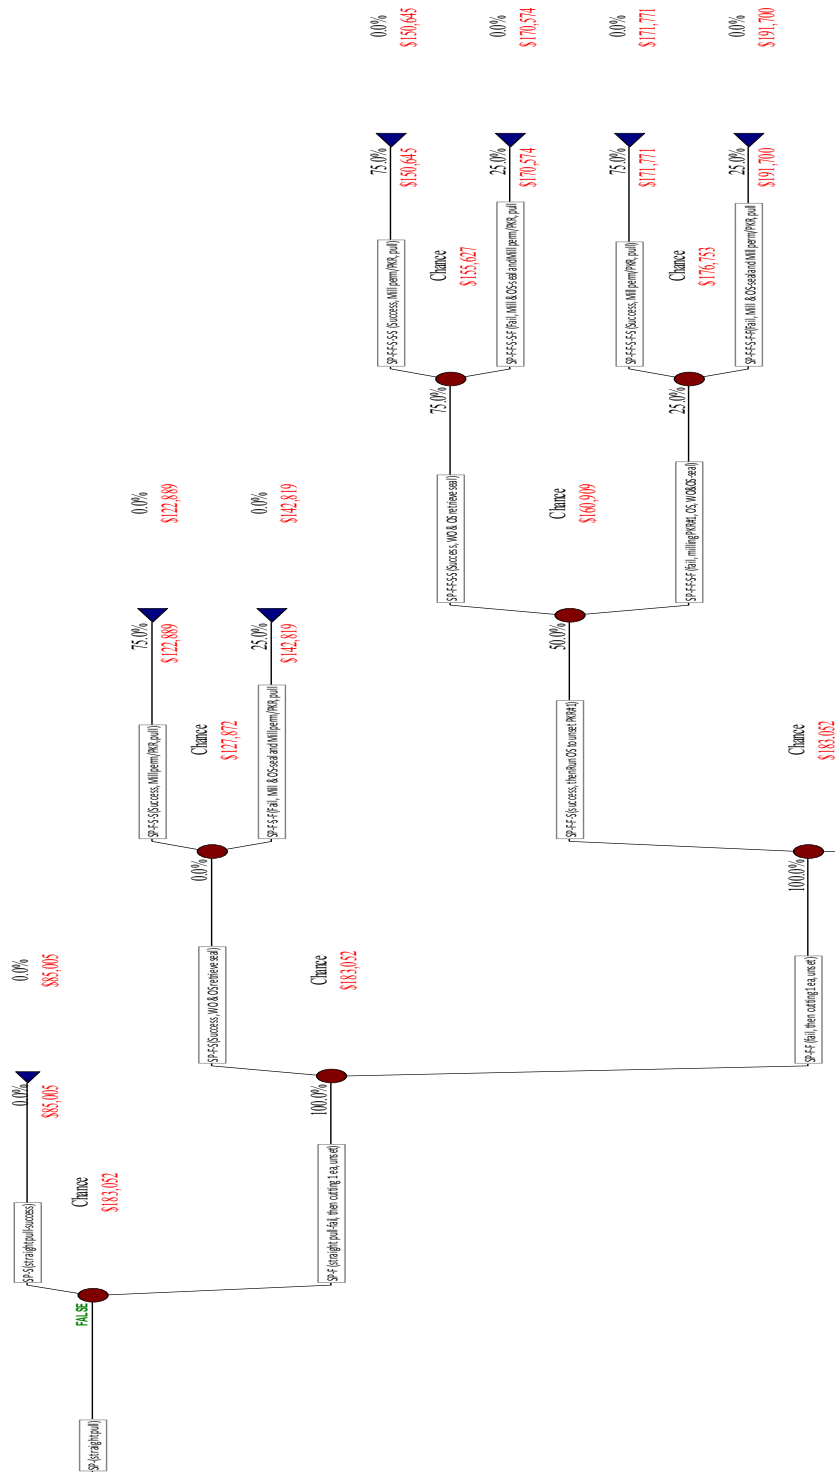 SP-(straight pull)
FALSE
Chance
$183,052
SP-S(straight pull-success)
0.0%
$85,005
0.0%
$85,005
SP-F (straight pull-fail, then cutting 1 ea, unset)
100.0%
Chance
$183,052
SP-F-S(Success, WO & OS retrieve seal)
0.0%
Chance
$127,872
SP-F-S-S(Success, Mill perm/PKR, pull)
75.0%
$122,889
0.0%
$122,889
SP-F-S-F(Fail, Mill & OS-seal and Mill perm/PKR, pull
25.0%
$142,819
0.0%
$142,819
SP-F-F (fail, then cutting 1 ea, unset)
100.0%
Chance
$183,052
SP-F-F-S(success, then Run OS to unset PKR#1)
50.0%
Chance
$160,909
SP-F-F-S-S (Success, WO & OS retrieve seal)
75.0%
Chance
$155,627
SP-F-F-S-S-S (Success, Mill perm/PKR, pull)
75.0%
$150,645
0.0%
$150,645
SP-F-F-S-S-F (Fail, Mill & OS-seal and Mill perm/PKR, pull
25.0%
$170,574
0.0%
$170,574
SP-F-F-S-F (fail, milling PKR#1, OS, WO&OS-seal)
25.0%
Chance
$176,753
SP-F-F-S-F-S (Success, Mill perm/PKR, pull)
75.0%
$171,771
0.0%
$171,771
SP-F-F-S-F-F(Fail, Mill & OS-seal and Mill perm/PKR, pull
25.0%
$191,700
0.0%
$191,700